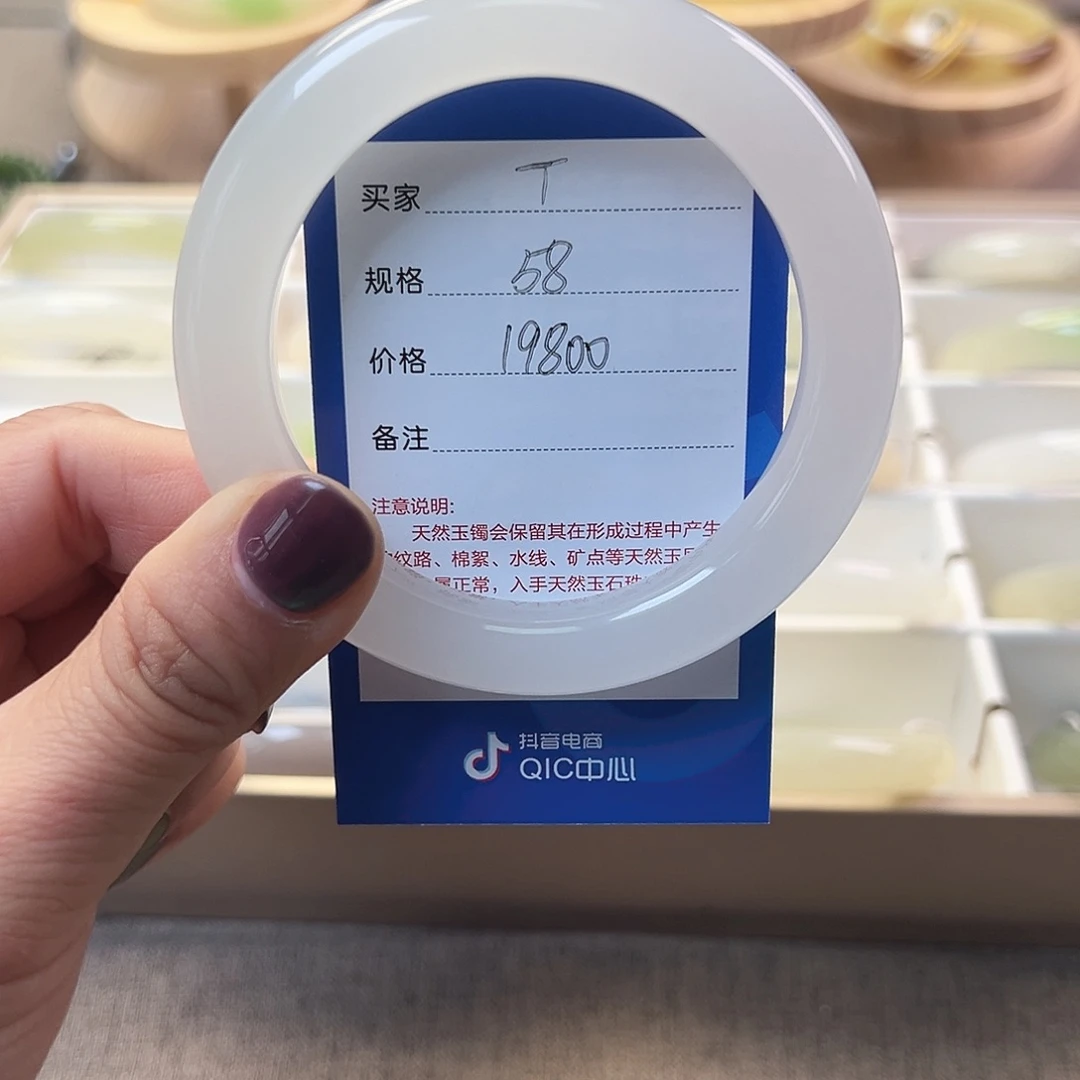 买家 T
规格 58
价格 19800
备注
注意说明:
天然玉镯会保留其在形成过程中产生
纹路、棉絮、水线、矿点等天然玉
属正常，入手天然玉石珠
抖音电商
QIC中心